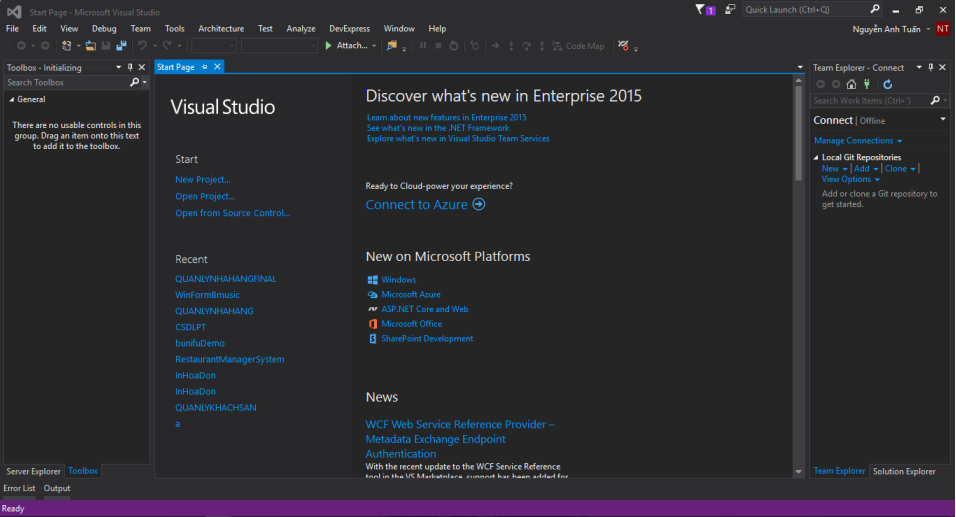 Start Page - Microsoft Visual Studio
1
Quick Launch (Ctrl+Q)
File Edit View Debug Team Tools Architecture Test Analyze DevExpress Window Help
Nguyễn Anh Tuấn NT
Attach...
Code Map
Toolbox - Initializing
Search Toolbox
General
There are no usable controls in this
group. Drag an item onto this text
to add it to the toolbox.
Server Explorer Toolbox
Start Page
Visual Studio
Start
New Project...
Open Project...
Open from Source Control...
Recent
QUANLYNHAHANGFINAL
WinForm8music
QUANLYNHAHANG
CSDLPT
bunifuDemo
RestaurantManagerSystem
InHoaDon
InHoaDon
QUANLYKHACHSAN
a
Discover what's new in Enterprise 2015
Learn about new features in Enterprise 2015
See what's new in the .NET Framework
Explore what's new in Visual Studio Team Services
Ready to Cloud-power your experience?
Connect to Azure
New on Microsoft Platforms
Windows
Microsoft Azure
ASP.NET Core and Web
Microsoft Office
SharePoint Development
News
WCF Web Service Reference Provider –
Metadata Exchange Endpoint
Authentication
With the recent update to the WCF Service Reference
tool in the VS Marketplace, support has been added for
Team Explorer - Connect
Search Work Items (Ctrl+')
Connect | Offline
Manage Connections
Local Git Repositories
New | Add | Clone |
View Options
Add or clone a Git repository to
get started.
Team Explorer Solution Explorer
Error List Output
Ready